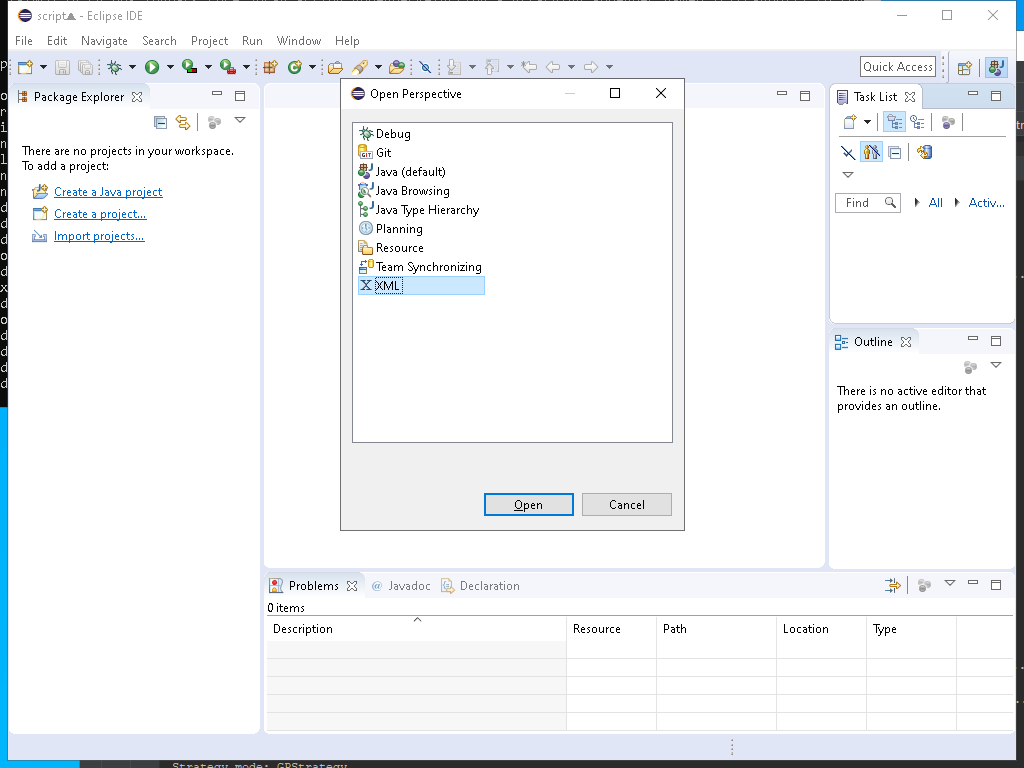 script▲ - Eclipse IDE
File Edit Navigate Search Project Run Window Help
Quick Access
Package Explorer
There are no projects in your workspace.
To add a project:
Create a Java project
Create a project...
Import projects...
Open Perspective
Debug
Git
Java (default)
Java Browsing
Java Type Hierarchy
Planning
Resource
Team Synchronizing
XML
Open Cancel
Task List
Find All Activ...
Outline
There is no active editor that
provides an outline.
Problems @ Javadoc Declaration
0 items
Description Resource Path Location Type
Strategy mode: GPStrategy